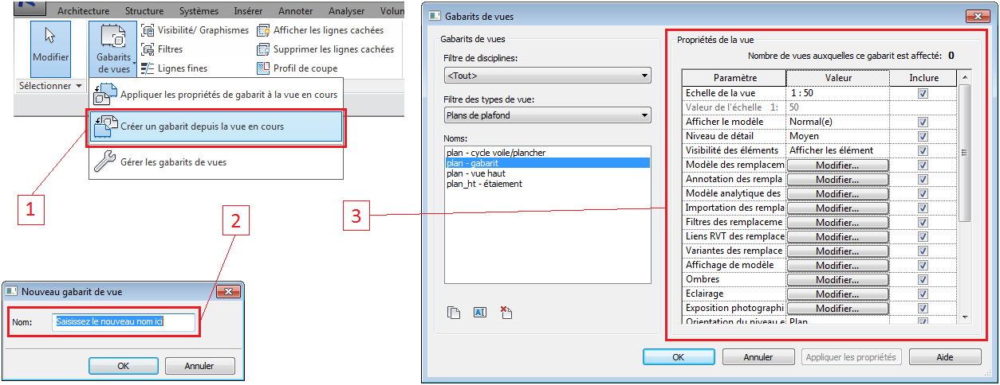 Architecture Structure Systèmes Insérer Annoter Analyser Volun
Modifier
Gabarits
de vues
Visibilité/ Graphismes
Filtres
Lignes fines
Afficher les lignes cachées
Supprimer les lignes cachées
Profil de coupe
Sélectionner
Appliquer les propriétés de gabarit à la vue en cours
Créer un gabarit depuis la vue en cours
Gérer les gabarits de vues
1
2
3
Nouveau gabarit de vue
Nom: Saisissez le nouveau nom ici
OK Annuler
Gabarits de vues
Gabarits de vues
Filtre de disciplines:
<Tout>
Filtre des types de vue:
Plans de plafond
Noms:
plan - cycle voile/plancher
plan - gabarit
plan - vue haut
plan_ht - étaiement
Propriétés de la vue
Nombre de vues auxquelles ce gabarit est affecté: 0
Paramètre Valeur Inclure
Echelle de la vue 1 : 50
Valeur de l'échelle 1: 50
Afficher le modèle Normal(e)
Niveau de détail Moyen
Visibilité des éléments Afficher les élément
Modèle des remplacem Modifier...
Annotation des rempla Modifier...
Modèle analytique des Modifier...
Importation des rempla Modifier...
Filtres des remplaceme Modifier...
Liens RVT des remplace Modifier...
Variantes des remplace Modifier...
Affichage de modèle Modifier...
Ombres Modifier...
Eclairage Modifier...
Exposition photographi Modifier...
Orientation du niveau e Plan
OK Annuler Appliquer les propriétés Aide